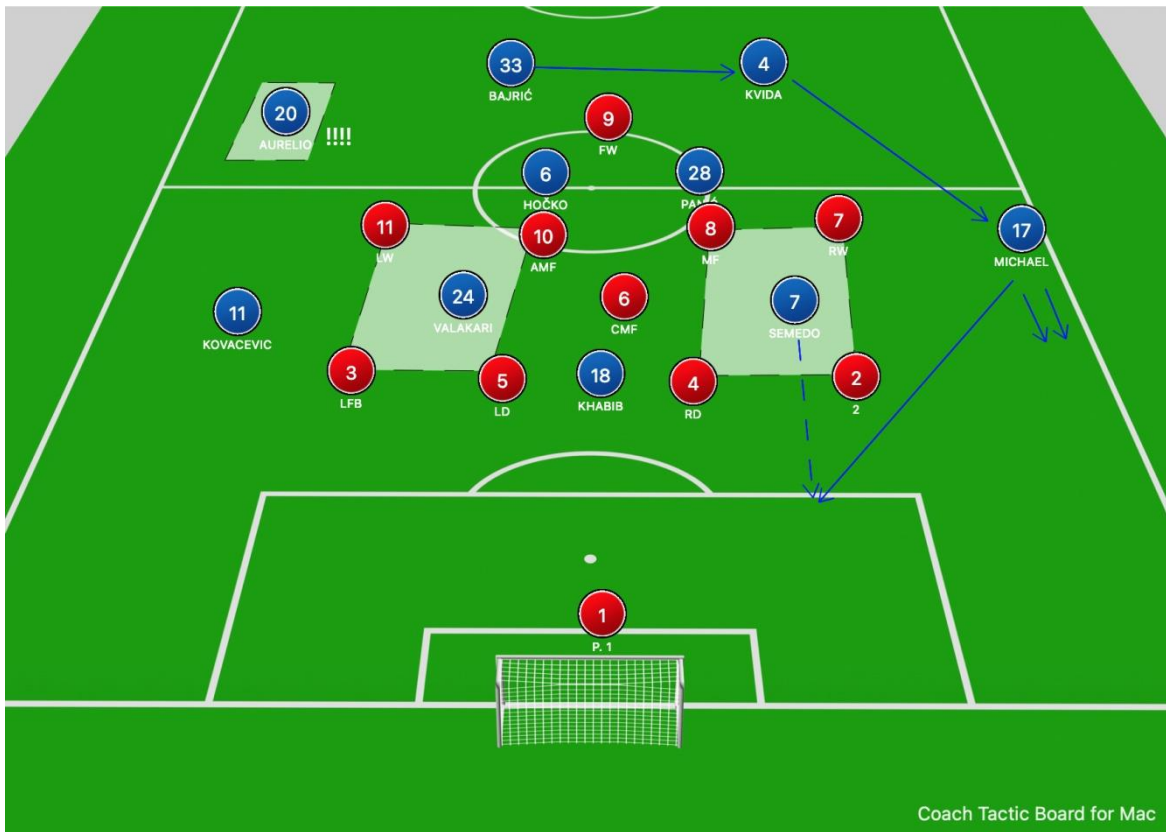 33
BAJRIĆ
4
KVIDA
20
AURELIO
!!!!
9
FW
6
HOČKO
28
11
LW
10
AMF
8
MF
7
RW
17
MICHAEL
11
KOVACEVIC
24
VALAKARI
6
CMF
7
SEMEDO
3
LFB
5
LD
18
KHABIB
4
RD
2
2
1
P. 1
Coach Tactic Board for Mac